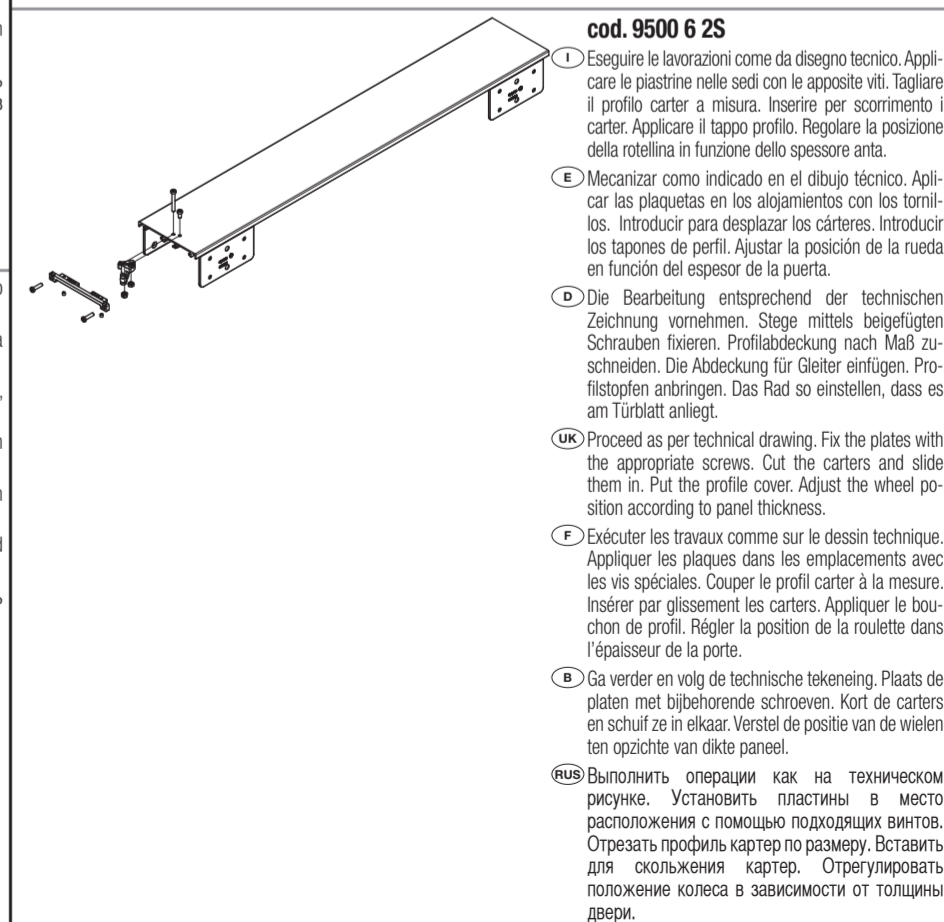 cod. 9500 6 2S
I Eseguire le lavorazioni come da disegno tecnico. Appli-
care le piastrine nelle sedi con le apposite viti. Tagliare
il profilo carter a misura. Inserire per scorrimento i
carter. Applicare il tappo profilo. Regolare la posizione
della rotellina in funzione dello spessore anta.
E Mecanizar como indicado en el dibujo técnico. Apli-
car las plaquetas en los alojamientos con los tornil-
los. Introducir para desplazar los cárteres. Introducir
los tapones de perfil. Ajustar la posición de la rueda
en función del espesor de la puerta.
D Die Bearbeitung entsprechend der technischen
Zeichnung vornehmen. Stege mittels beigefügten
Schrauben fixieren. Profilabdeckung nach Maß zu-
schneiden. Die Abdeckung für Gleiter einfügen. Pro-
filstopfen anbringen. Das Rad so einstellen, dass es
am Türblatt anliegt.
UK Proceed as per technical drawing. Fix the plates with
the appropriate screws. Cut the carters and slide
them in. Put the profile cover. Adjust the wheel po-
sition according to panel thickness.
F Exécuter les travaux comme sur le dessin technique.
Appliquer les plaques dans les emplacements avec
les vis spéciales. Couper le profil carter à la mesure.
Insérer par glissement les carters. Appliquer le bou-
chon de profil. Régler la position de la roulette dans
l'épaisseur de la porte.
B Ga verder en volg de technische tekeneing. Plaats de
platen met bijbehorende schroeven. Kort de carters
en schuif ze in elkaar. Verstel de positie van de wielen
ten opzichte van dikte paneel.
RUS Выполнить операции как на техническом
рисунке. Установить пластины в место
расположения с помощью подходящих винтов.
Отрезать профиль картер по размеру. Вставить
для скольжения картер. Отрегулировать
положение колеса в зависимости от толщины
двери.